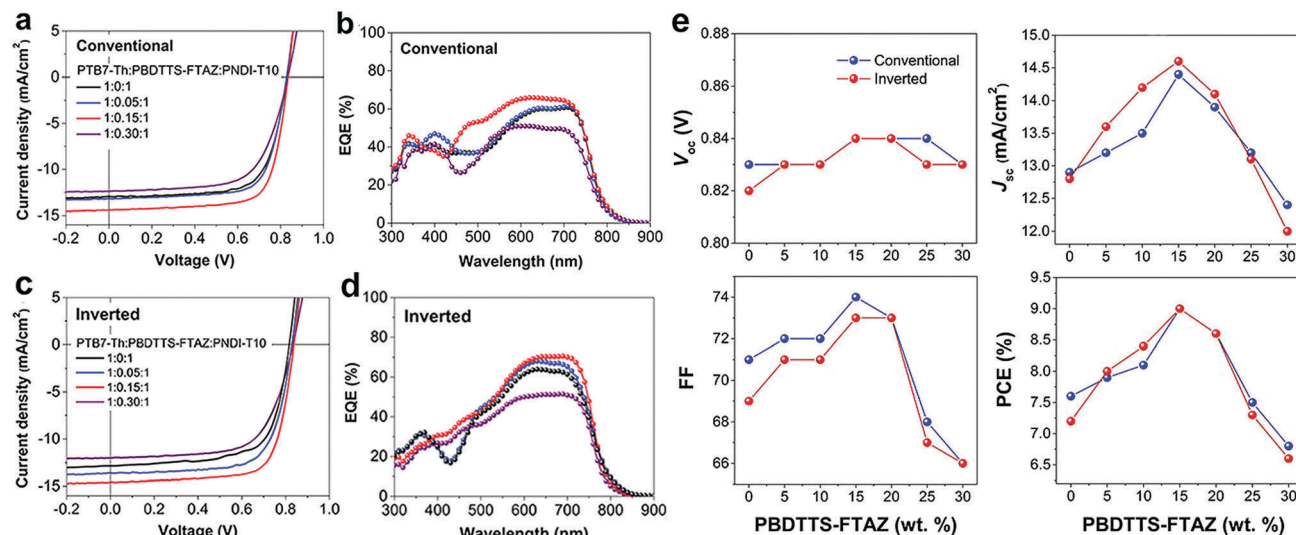 a
Conventional
PTB7-Th:PBDTTS-FTAZ:PNDI-T10
1:0:1
1:0.05:1
1:0.15:1
1:0.30:1
Current density (mA/cm²)
5
0
-5
-10
-15
-0.2 0.0 0.2 0.4 0.6 0.8 1.0
Voltage (V)
b
Conventional
EQE (%)
100
80
60
40
20
0
300 400 500 600 700 800 900
Wavelength (nm)
c
Inverted
PTB7-Th:PBDTTS-FTAZ:PNDI-T10
1:0:1
1:0.05:1
1:0.15:1
1:0.30:1
Current density (mA/cm²)
5
0
-5
-10
-15
-0.2 0.0 0.2 0.4 0.6 0.8 1.0
Voltage (V)
d
Inverted
EQE (%)
100
80
60
40
20
0
300 400 500 600 700 800 900
Wavelength (nm)
e
Conventional
Inverted
Voc (V)
0.88
0.86
0.84
0.82
0.80
0 5 10 15 20 25 30
Jsc (mA/cm²)
15.0
14.5
14.0
13.5
13.0
12.5
12.0
0 5 10 15 20 25 30
FF
74
72
70
68
66
0 5 10 15 20 25 30
PBDTTS-FTAZ (wt. %)
PCE (%)
9.5
9.0
8.5
8.0
7.5
7.0
6.5
0 5 10 15 20 25 30
PBDTTS-FTAZ (wt. %)